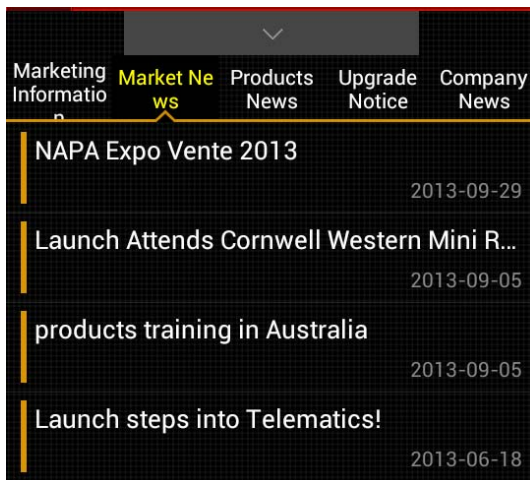 Marketing
Informatio
n
Market Ne
ws
Products
News
Upgrade
Notice
Company
News
NAPA Expo Vente 2013
2013-09-29
Launch Attends Cornwell Western Mini R...
2013-09-05
products training in Australia
2013-09-05
Launch steps into Telematics!
2013-06-18